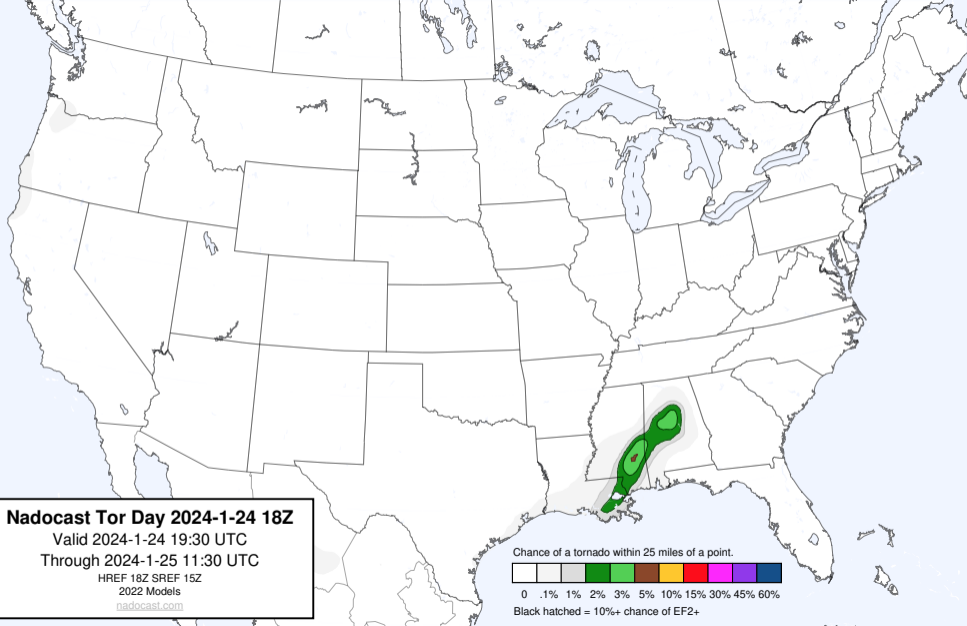 Nadocast Tor Day 2024-1-24 18Z
Valid 2024-1-24 19:30 UTC
Through 2024-1-25 11:30 UTC
HREF 18Z SREF 15Z
2022 Models
nadocast.com
Chance of a tornado within 25 miles of a point.
0 .1% 1% 2% 3% 5% 10% 15% 30% 45% 60%
Black hatched = 10%+ chance of EF2+